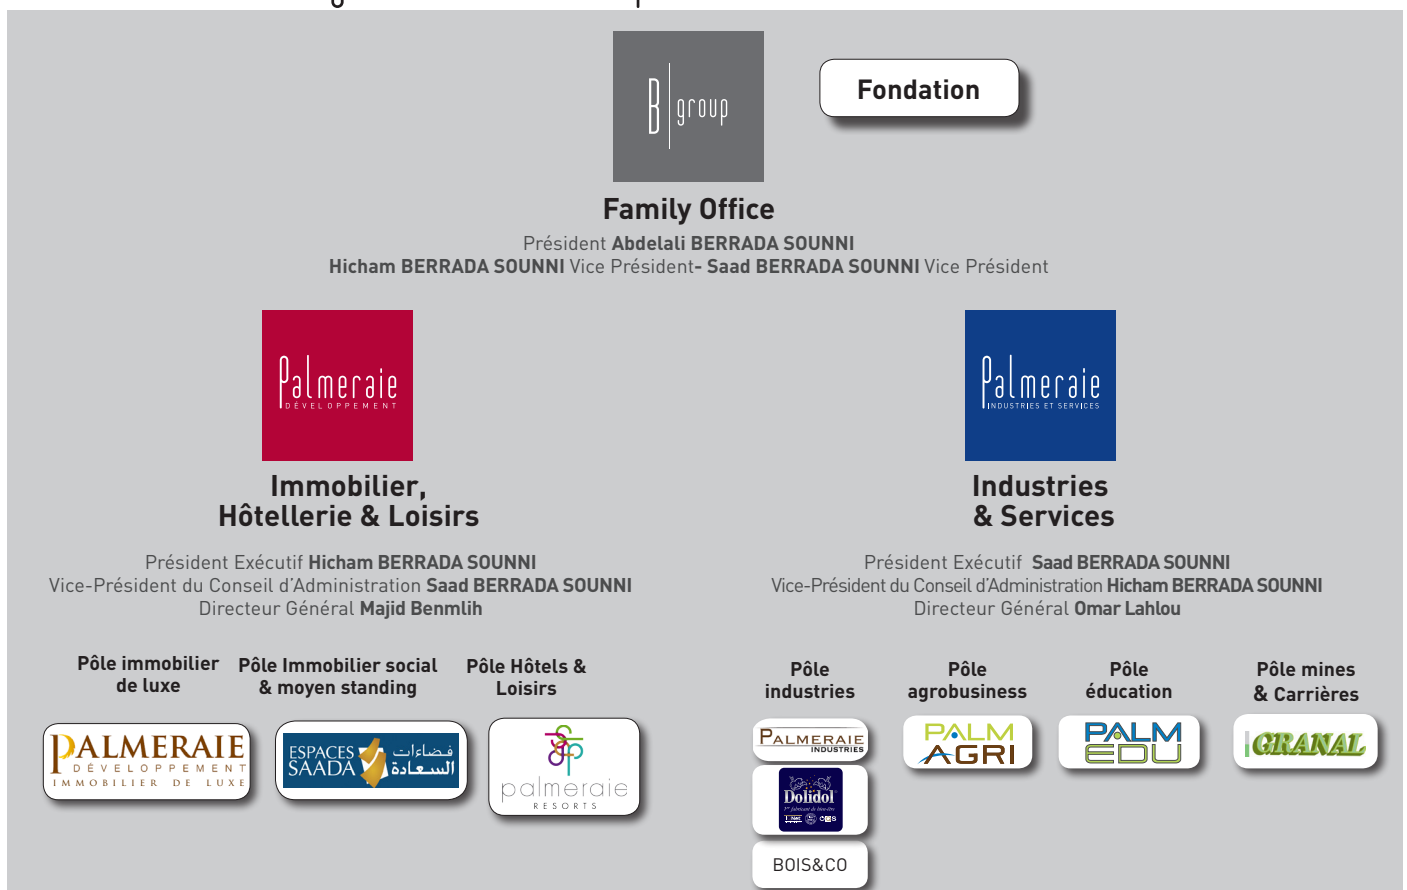 B group
Fondation
Family Office
Président Abdelali BERRADA SOUNNI
Hicham BERRADA SOUNNI Vice Président- Saad BERRADA SOUNNI Vice Président
Palmeraie
DÉVELOPPEMENT
Palmeraie
INDUSTRIES ET SERVICES
Immobilier,
Hôtellerie & Loisirs
Industries
& Services
Président Exécutif Hicham BERRADA SOUNNI
Vice-Président du Conseil d'Administration Saad BERRADA SOUNNI
Directeur Général Majid Benmlih
Président Exécutif Saad BERRADA SOUNNI
Vice-Président du Conseil d'Administration Hicham BERRADA SOUNNI
Directeur Général Omar Lahlou
Pôle immobilier
de luxe
Pôle Immobilier social
& moyen standing
Pôle Hôtels &
Loisirs
Pôle
industries
Pôle
agrobusiness
Pôle
éducation
Pôle mines
& Carrières
PALMERAIE
DÉVELOPPEMENT
IMMOBILIER DE LUXE
ESPACES
SAADA
فضاءات
السعادة
palmeraie
RESORTS
PALMERAIE
INDUSTRIES
Dolidol
BOIS&CO
PALM
AGRI
PALM
EDU
GRANAL